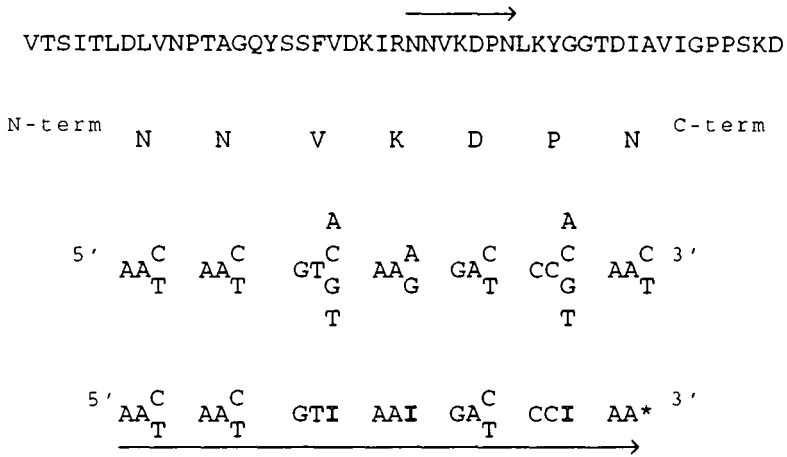 VTSITLDLVNPTAGQYSSFVDKIRNNVKDPNLKYGGTDIAVIGPPSKD
N-term N N V K D P N C-term
A A
C C C A C C C
5' AA AA GT AA GA CC AA 3'
T T G G T G T
T T
C C C
5' AA AA GTI AAI GA CCI AA* 3'
T T T